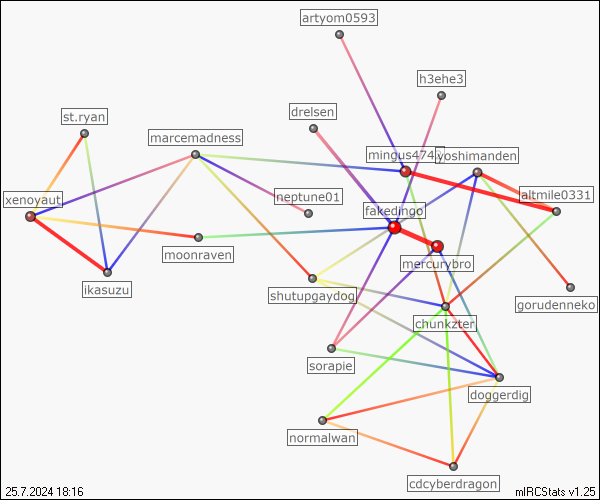 artyom0593
h3ehe3
drelsen
st.ryan
marcemadness
yoshimanden
altmile0331
xenoyaut
neptune01
fakedingo
moonraven
mercurybro
ikasuzu
shutupgaydog
gorudenneko
chunkzter
sorapie
doggerdig
normalwan
cdcyberdragon
25.7.2024 18:16
mIRCStats v1.25